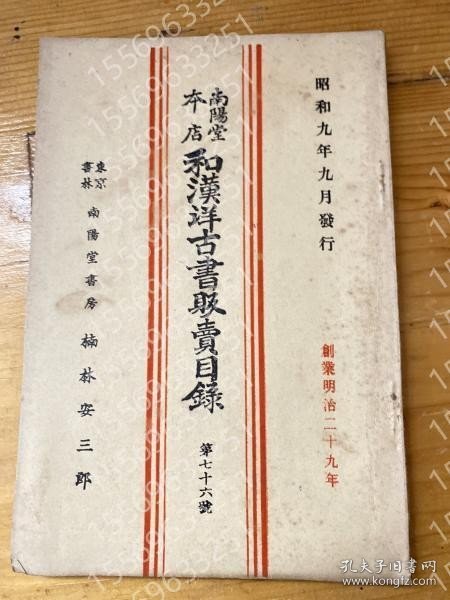 昭和九年九月發行
創業明治二十九年
南陽堂
本店
和漢洋古書販賣目錄
第七十六號
東京
書林
南陽堂書房
楠林安三郎
15569633251
孔夫子旧书网
www.kongfz.com